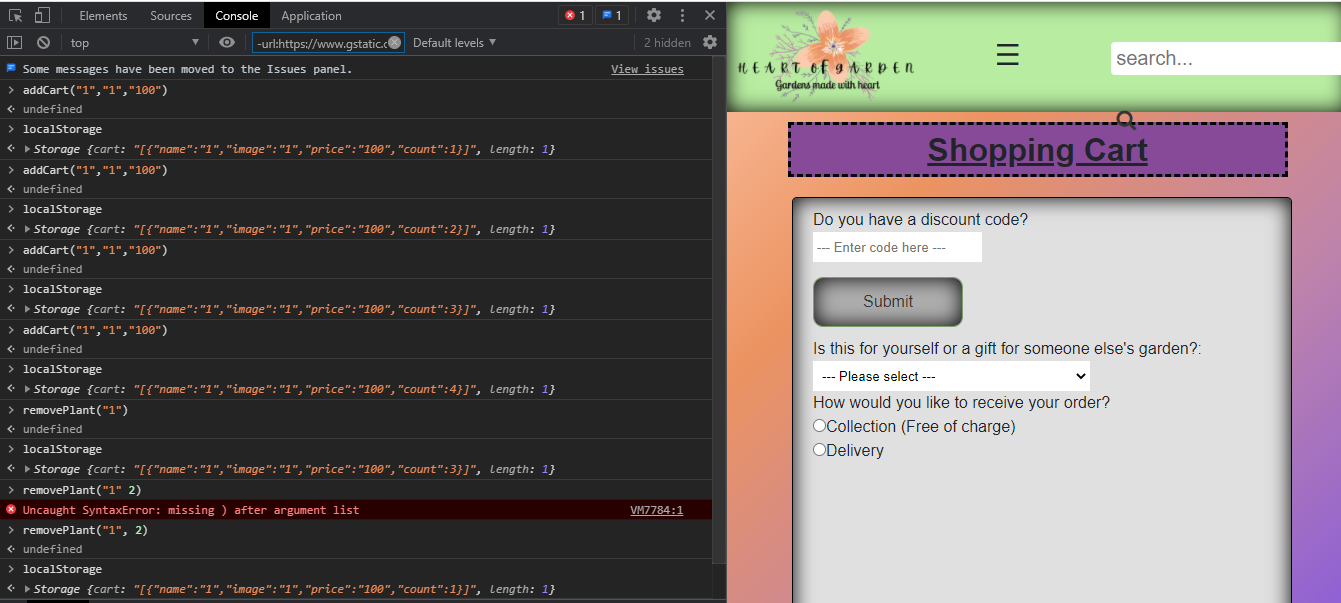 Elements Sources Console Application 1 1
top -url:https://www.gstatic.c Default levels 2 hidden
Some messages have been moved to the Issues panel. View issues
addCart("1","1","100")
undefined
localStorage
Storage {cart: "[{"name":"1","image":"1","price":"100","count":1}]", length: 1}
addCart("1","1","100")
undefined
localStorage
Storage {cart: "[{"name":"1","image":"1","price":"100","count":2}]", length: 1}
addCart("1","1","100")
undefined
localStorage
Storage {cart: "[{"name":"1","image":"1","price":"100","count":3}]", length: 1}
addCart("1","1","100")
undefined
localStorage
Storage {cart: "[{"name":"1","image":"1","price":"100","count":4}]", length: 1}
removePlant("1")
undefined
localStorage
Storage {cart: "[{"name":"1","image":"1","price":"100","count":3}]", length: 1}
removePlant("1" 2)
Uncaught SyntaxError: missing ) after argument list VM7784:1
removePlant("1", 2)
undefined
localStorage
Storage {cart: "[{"name":"1","image":"1","price":"100","count":1}]", length: 1}
HEART OfgARDEN
Gardens made with heart
search...
Shopping Cart
Do you have a discount code?
--- Enter code here ---
Submit
Is this for yourself or a gift for someone else's garden?:
--- Please select ---
How would you like to receive your order?
Collection (Free of charge)
Delivery